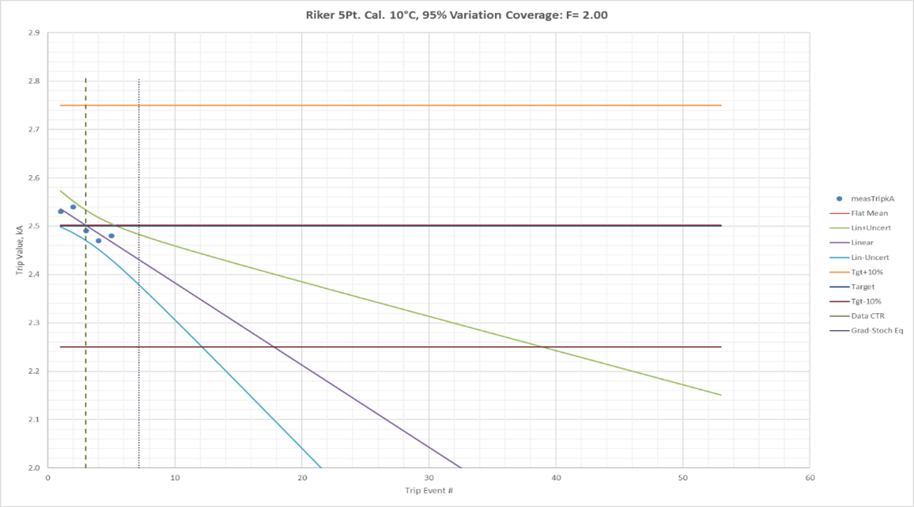 Riker 5Pt. Cal. 10°C, 95% Variation Coverage: F= 2.00
2.9
2.8
2.7
2.6
2.5
2.4
2.3
2.2
2.1
2.0
Trip Value, kA
0 10 20 30 40 50 60
Trip Event #
measTripkA
Flat Mean
Lin+Uncert
Linear
Lin-Uncert
Tgt+10%
Target
Tgt-10%
Data CTR
Grad-Stoch Eq